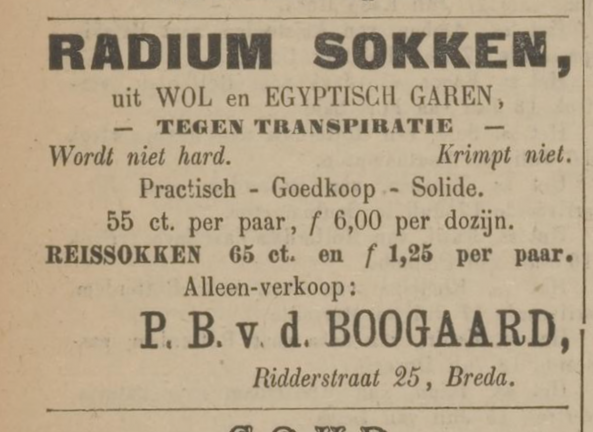 RADIUM SOKKEN,
uit WOL en EGYPTISCH GAREN,
— TEGEN TRANSPIRATIE —
Wordt niet hard. Krimpt niet.
Practisch - Goedkoop - Solide.
55 ct. per paar, f 6,00 per dozijn.
REISSOKKEN 65 ct. en f 1,25 per paar.
Alleen-verkoop:
P. B. v. d. BOOGAARD,
Ridderstraat 25, Breda.